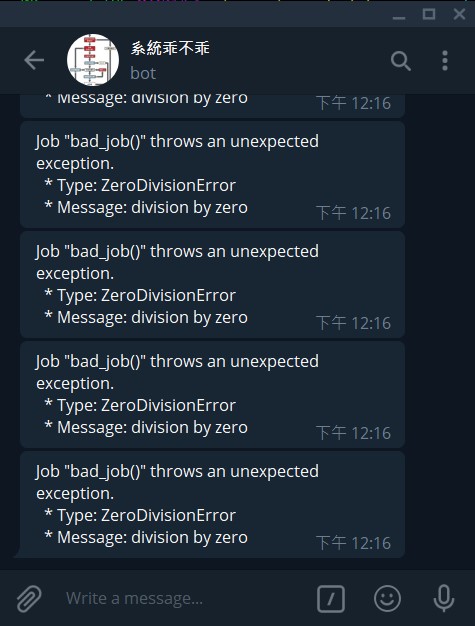 系統乖不乖
bot
* Message: division by zero
下午 12:16
Job "bad_job()" throws an unexpected
exception.
* Type: ZeroDivisionError
* Message: division by zero
下午 12:16
Job "bad_job()" throws an unexpected
exception.
* Type: ZeroDivisionError
* Message: division by zero
下午 12:16
Job "bad_job()" throws an unexpected
exception.
* Type: ZeroDivisionError
* Message: division by zero
下午 12:16
Job "bad_job()" throws an unexpected
exception.
* Type: ZeroDivisionError
* Message: division by zero
下午 12:16
Write a message...